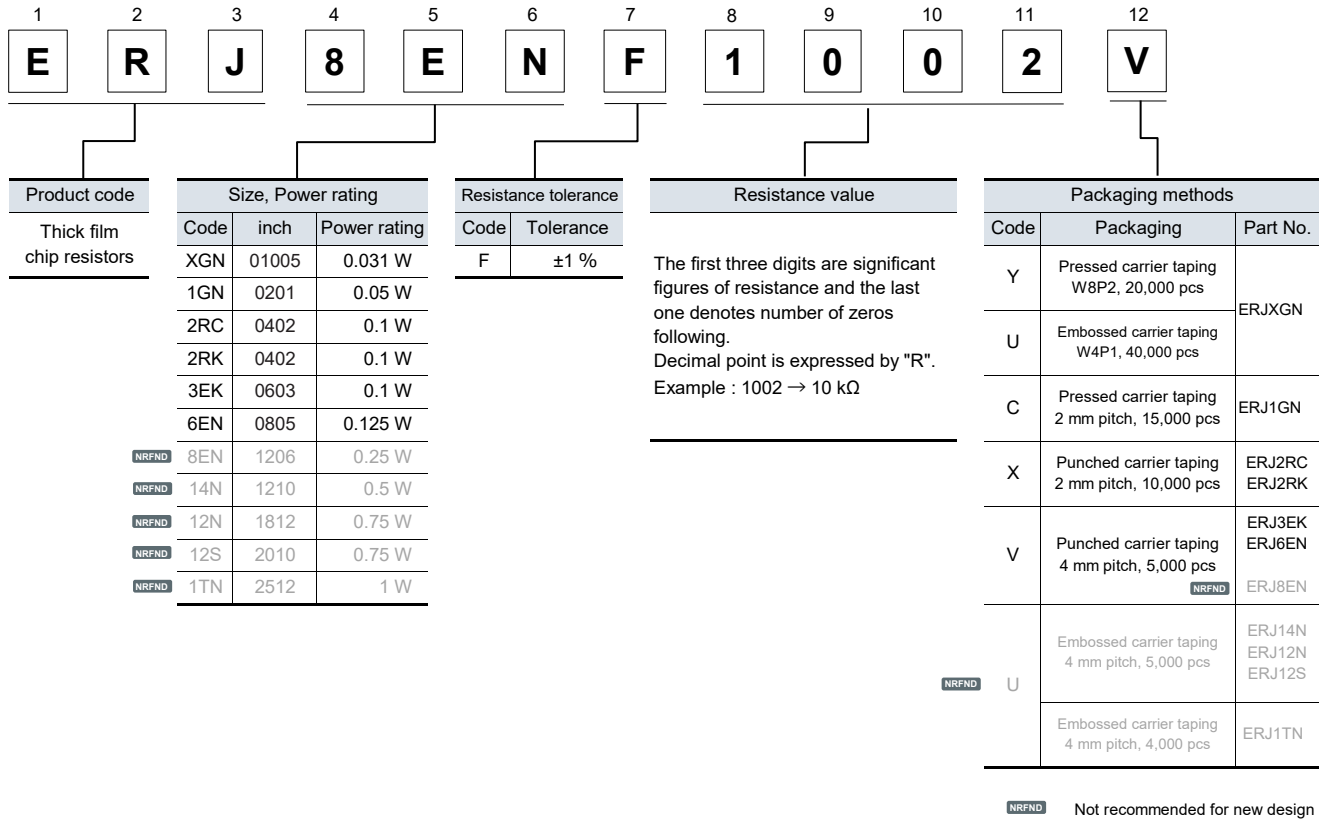 1 2 3 4 5 6 7 8 9 10 11 12
E R J 8 E N F 1 0 0 2 V
Product code
Thick film
chip resistors
Size, Power rating
Code inch Power rating
XGN 01005 0.031 W
1GN 0201 0.05 W
2RC 0402 0.1 W
2RK 0402 0.1 W
3EK 0603 0.1 W
6EN 0805 0.125 W
NRFND 8EN 1206 0.25 W
NRFND 14N 1210 0.5 W
NRFND 12N 1812 0.75 W
NRFND 12S 2010 0.75 W
NRFND 1TN 2512 1 W
Resistance tolerance
Code Tolerance
F ±1 %
Resistance value
The first three digits are significant
figures of resistance and the last
one denotes number of zeros
following.
Decimal point is expressed by "R".
Example : 1002 → 10 kΩ
Packaging methods
Code Packaging Part No.
Y Pressed carrier taping
W8P2, 20,000 pcs
ERJXGN
U Embossed carrier taping
W4P1, 40,000 pcs
C Pressed carrier taping
2 mm pitch, 15,000 pcs
ERJ1GN
X Punched carrier taping
2 mm pitch, 10,000 pcs
ERJ2RC
ERJ2RK
V Punched carrier taping
4 mm pitch, 5,000 pcs
ERJ3EK
ERJ6EN
NRFND ERJ8EN
NRFND U
Embossed carrier taping
4 mm pitch, 5,000 pcs
ERJ14N
ERJ12N
ERJ12S
Embossed carrier taping
4 mm pitch, 4,000 pcs
ERJ1TN
NRFND Not recommended for new design